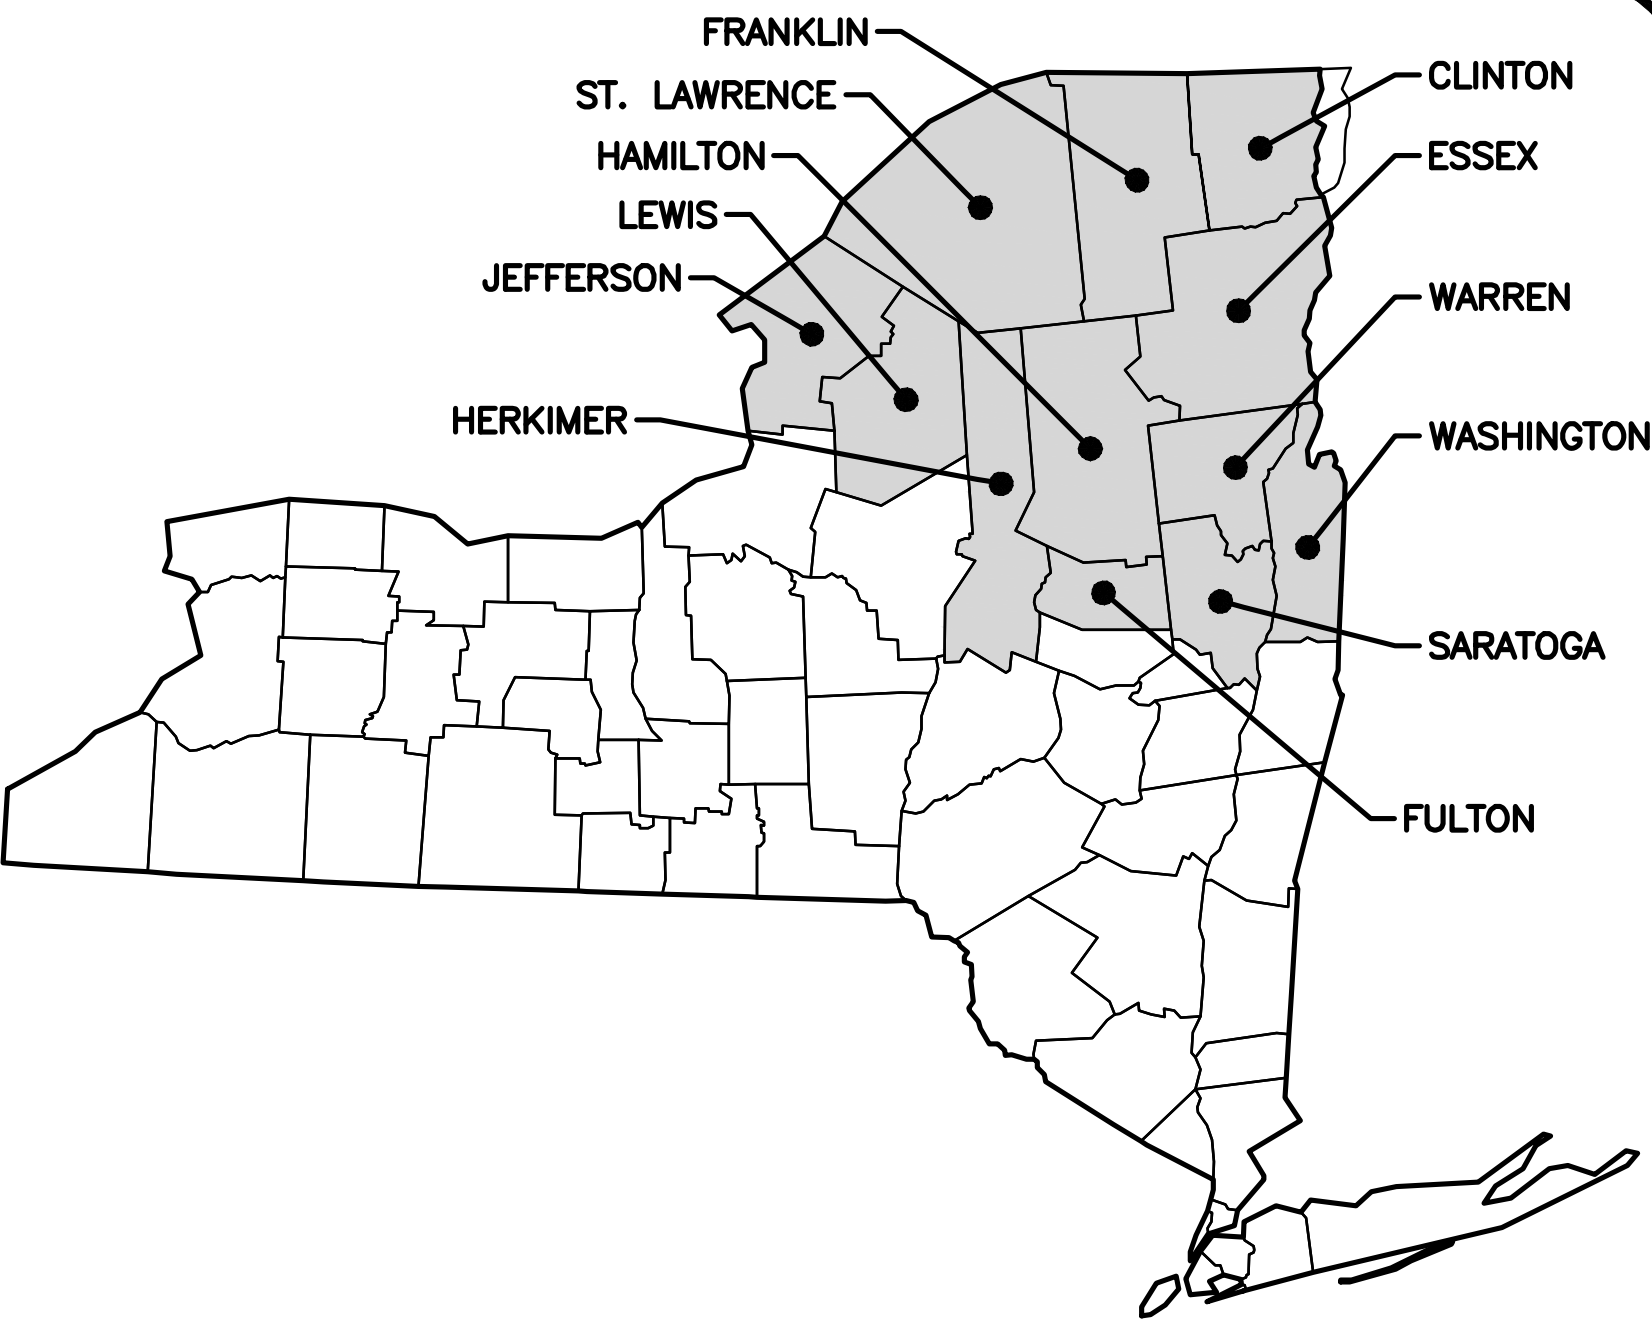 FRANKLIN
ST. LAWRENCE
HAMILTON
LEWIS
JEFFERSON
HERKIMER
CLINTON
ESSEX
WARREN
WASHINGTON
SARATOGA
FULTON